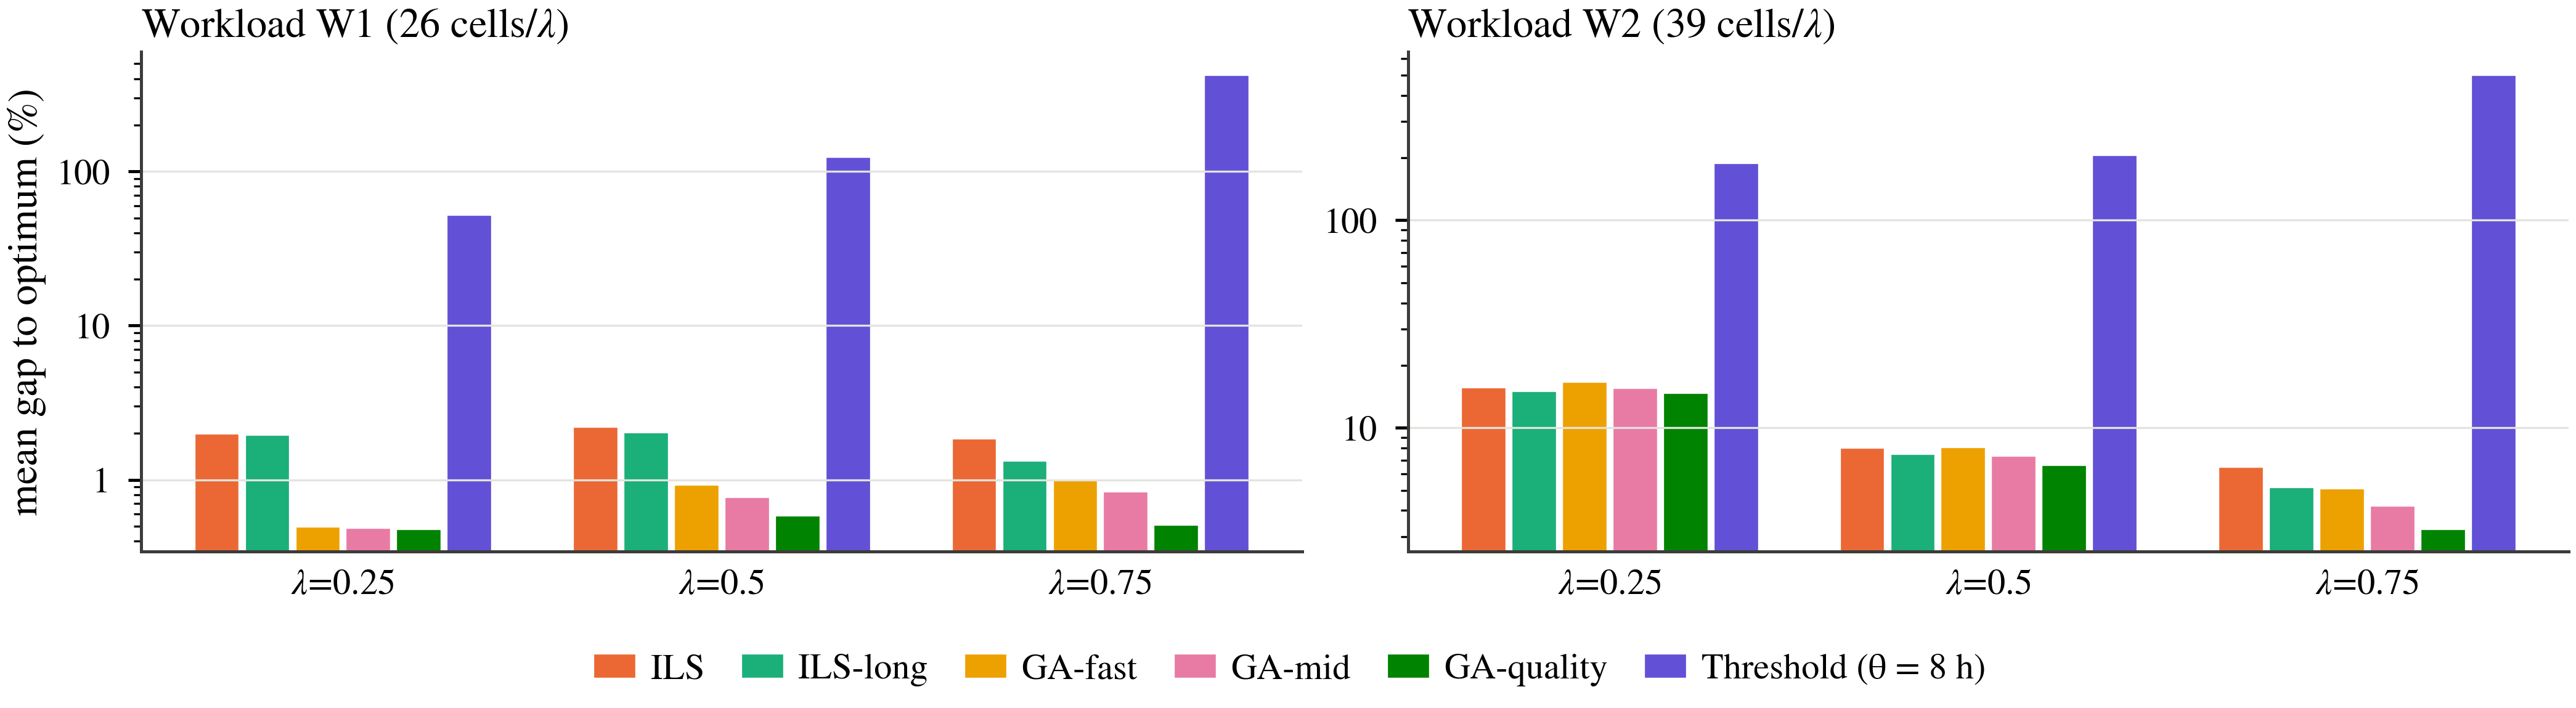 Workload W1 (26 cells/λ)
mean gap to optimum (%)
100
10
1
λ=0.25
λ=0.5
λ=0.75
Workload W2 (39 cells/λ)
100
10
λ=0.25
λ=0.5
λ=0.75
ILS
ILS-long
GA-fast
GA-mid
GA-quality
Threshold (θ = 8 h)